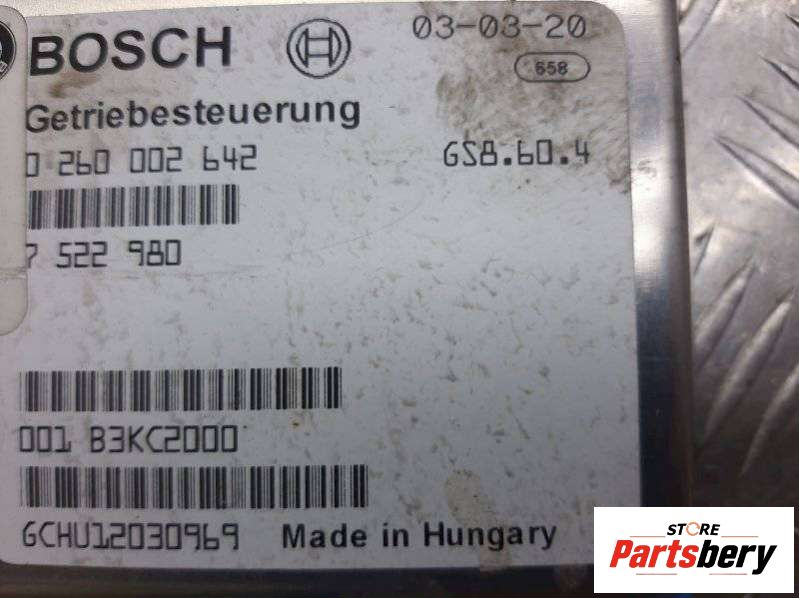 BOSCH
03-03-20
658
Getriebesteuerung
0 260 002 642
GS8.60.4
7 522 980
001 B3KC2000
GCHU12030969
Made in Hungary
STORE
Partsbery